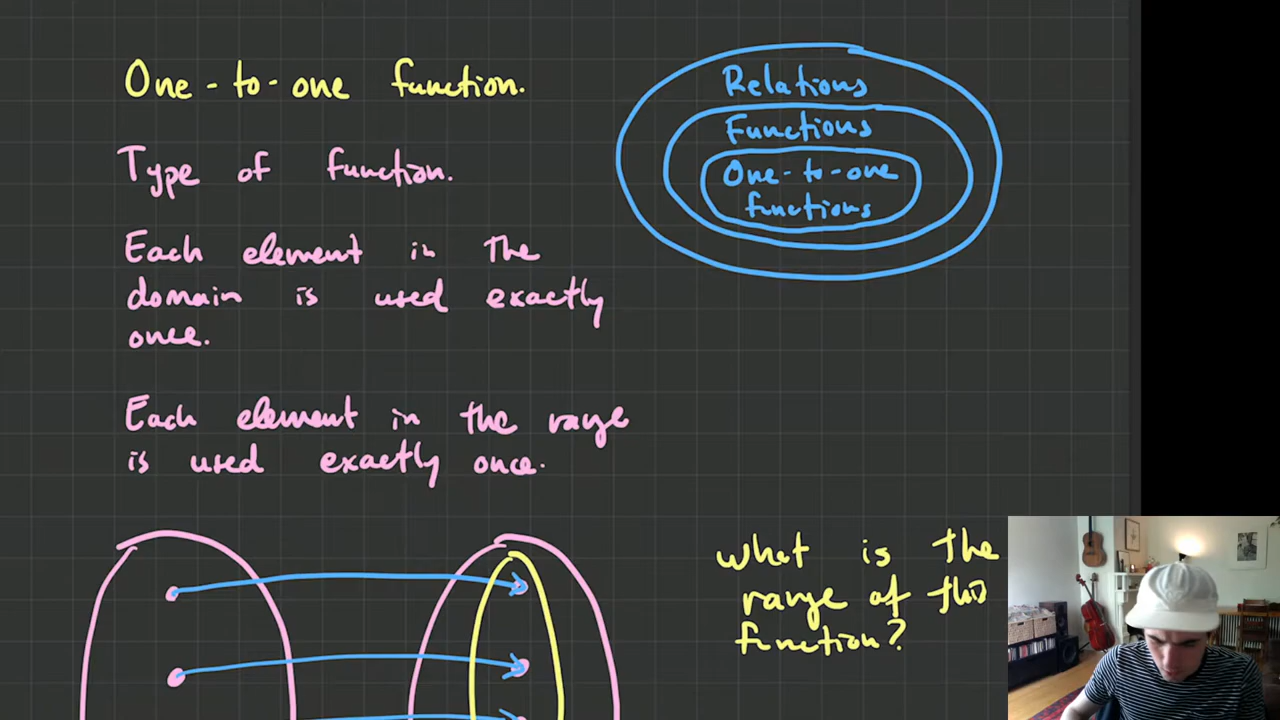 One-to-one function.
Type of function.
Each element in the
domain is used exactly
once.
Each element in the range
is used exactly once.
Relations
Functions
One-to-one
functions
What is the
range of this
function?